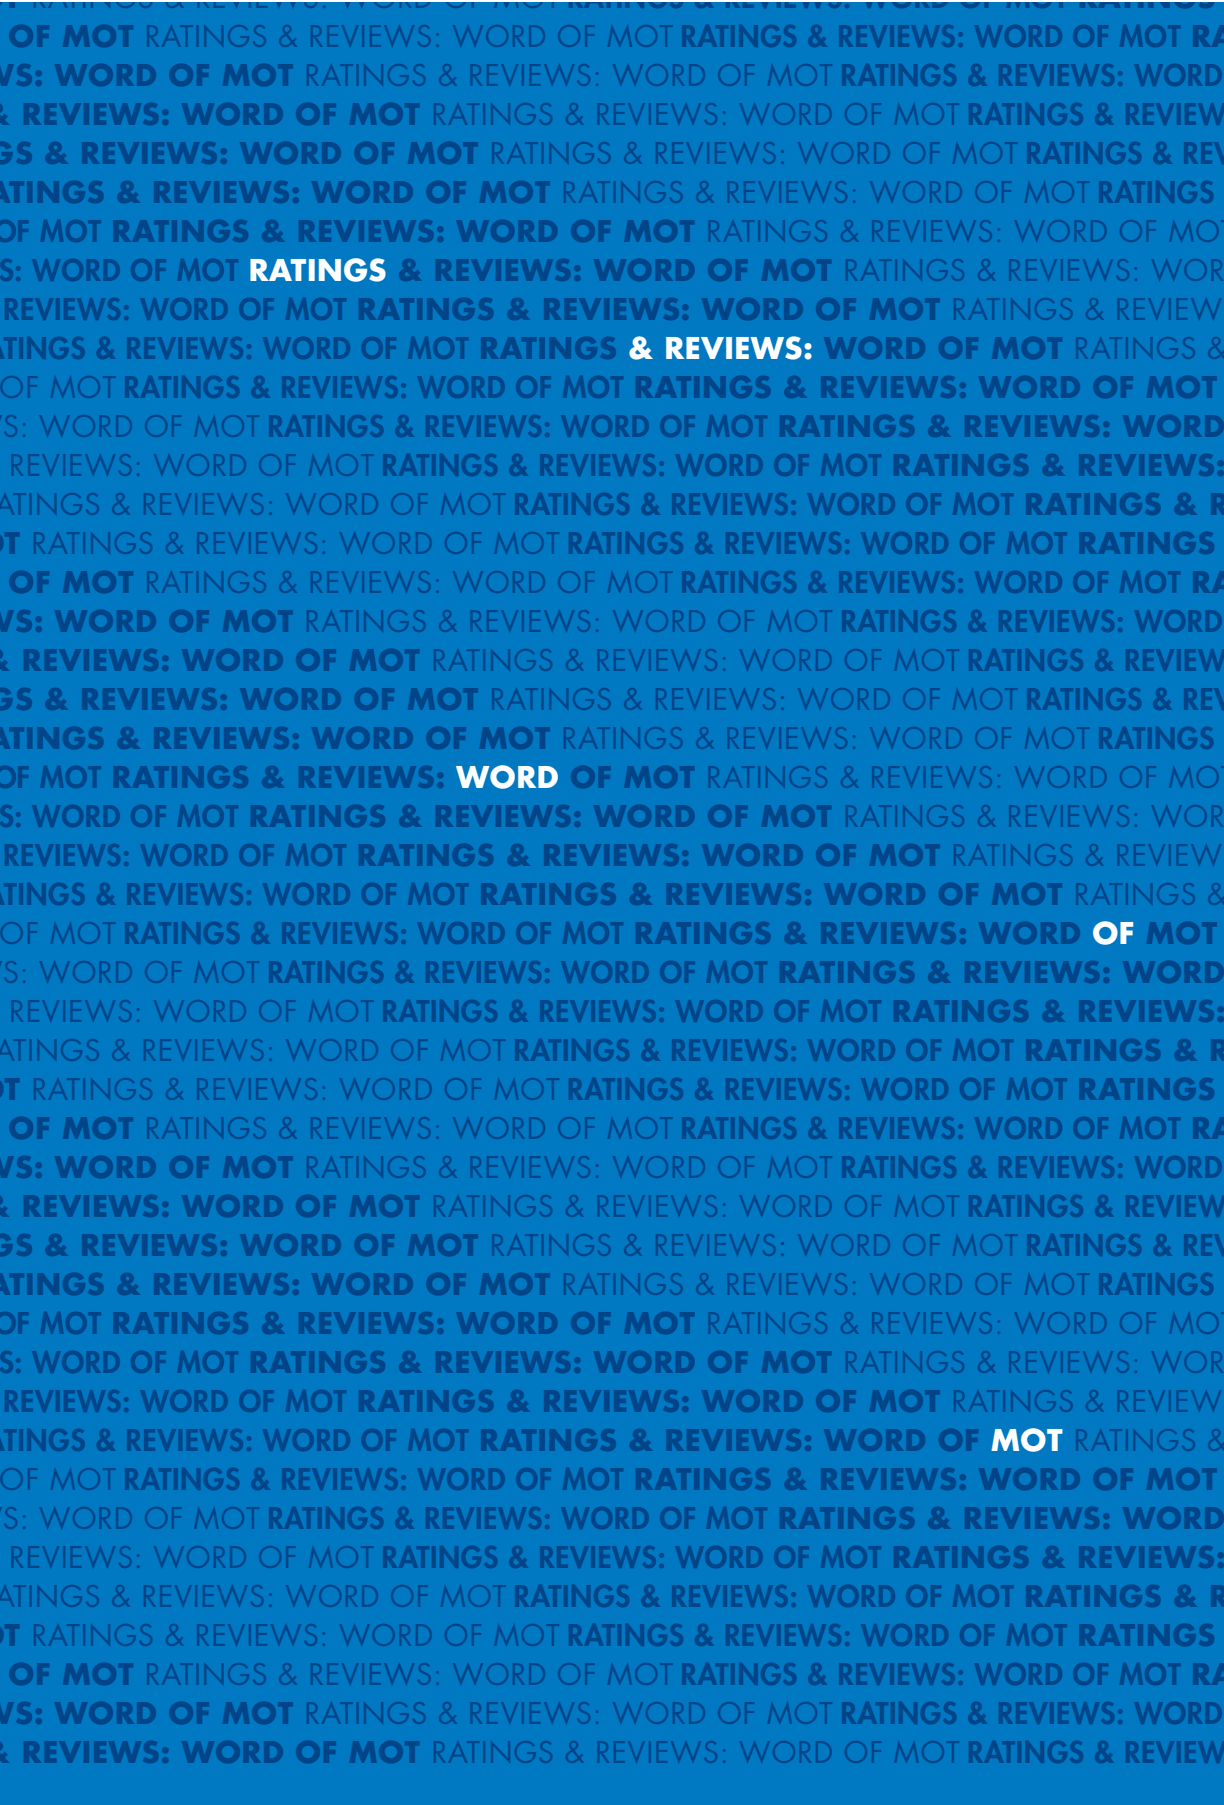 T RATINGS & REVIEWS: WORD OF MOT RATINGS & REVIEWS: WORD OF MOT RATINGS
OF MOT RATINGS & REVIEWS: WORD OF MOT RATINGS & REVIEWS: WORD OF MOT RA
WS: WORD OF MOT RATINGS & REVIEWS: WORD OF MOT RATINGS & REVIEWS: WORD
& REVIEWS: WORD OF MOT RATINGS & REVIEWS: WORD OF MOT RATINGS & REVIEW
GS & REVIEWS: WORD OF MOT RATINGS & REVIEWS: WORD OF MOT RATINGS & REV
ATINGS & REVIEWS: WORD OF MOT RATINGS & REVIEWS: WORD OF MOT RATINGS
OF MOT RATINGS & REVIEWS: WORD OF MOT RATINGS & REVIEWS: WORD OF MOT
S: WORD OF MOT RATINGS & REVIEWS: WORD OF MOT RATINGS & REVIEWS: WOR
REVIEWS: WORD OF MOT RATINGS & REVIEWS: WORD OF MOT RATINGS & REVIEW
ATINGS & REVIEWS: WORD OF MOT RATINGS & REVIEWS: WORD OF MOT RATINGS &
OF MOT RATINGS & REVIEWS: WORD OF MOT RATINGS & REVIEWS: WORD OF MOT
S: WORD OF MOT RATINGS & REVIEWS: WORD OF MOT RATINGS & REVIEWS: WORD
REVIEWS: WORD OF MOT RATINGS & REVIEWS: WORD OF MOT RATINGS & REVIEWS:
ATINGS & REVIEWS: WORD OF MOT RATINGS & REVIEWS: WORD OF MOT RATINGS & R
OT RATINGS & REVIEWS: WORD OF MOT RATINGS & REVIEWS: WORD OF MOT RATINGS
OF MOT RATINGS & REVIEWS: WORD OF MOT RATINGS & REVIEWS: WORD OF MOT RA
WS: WORD OF MOT RATINGS & REVIEWS: WORD OF MOT RATINGS & REVIEWS: WORD
& REVIEWS: WORD OF MOT RATINGS & REVIEWS: WORD OF MOT RATINGS & REVIEW
GS & REVIEWS: WORD OF MOT RATINGS & REVIEWS: WORD OF MOT RATINGS & REV
ATINGS & REVIEWS: WORD OF MOT RATINGS & REVIEWS: WORD OF MOT RATINGS
OF MOT RATINGS & REVIEWS: WORD OF MOT RATINGS & REVIEWS: WORD OF MOT
S: WORD OF MOT RATINGS & REVIEWS: WORD OF MOT RATINGS & REVIEWS: WOR
REVIEWS: WORD OF MOT RATINGS & REVIEWS: WORD OF MOT RATINGS & REVIEW
ATINGS & REVIEWS: WORD OF MOT RATINGS & REVIEWS: WORD OF MOT RATINGS &
OF MOT RATINGS & REVIEWS: WORD OF MOT RATINGS & REVIEWS: WORD OF MOT
S: WORD OF MOT RATINGS & REVIEWS: WORD OF MOT RATINGS & REVIEWS: WORD
REVIEWS: WORD OF MOT RATINGS & REVIEWS: WORD OF MOT RATINGS & REVIEWS:
ATINGS & REVIEWS: WORD OF MOT RATINGS & REVIEWS: WORD OF MOT RATINGS & R
OT RATINGS & REVIEWS: WORD OF MOT RATINGS & REVIEWS: WORD OF MOT RATINGS
OF MOT RATINGS & REVIEWS: WORD OF MOT RATINGS & REVIEWS: WORD OF MOT RA
WS: WORD OF MOT RATINGS & REVIEWS: WORD OF MOT RATINGS & REVIEWS: WORD
& REVIEWS: WORD OF MOT RATINGS & REVIEWS: WORD OF MOT RATINGS & REVIEW
GS & REVIEWS: WORD OF MOT RATINGS & REVIEWS: WORD OF MOT RATINGS & REV
ATINGS & REVIEWS: WORD OF MOT RATINGS & REVIEWS: WORD OF MOT RATINGS
OF MOT RATINGS & REVIEWS: WORD OF MOT RATINGS & REVIEWS: WORD OF MOT
S: WORD OF MOT RATINGS & REVIEWS: WORD OF MOT RATINGS & REVIEWS: WOR
REVIEWS: WORD OF MOT RATINGS & REVIEWS: WORD OF MOT RATINGS & REVIEW
ATINGS & REVIEWS: WORD OF MOT RATINGS & REVIEWS: WORD OF MOT RATINGS &
OF MOT RATINGS & REVIEWS: WORD OF MOT RATINGS & REVIEWS: WORD OF MOT
S: WORD OF MOT RATINGS & REVIEWS: WORD OF MOT RATINGS & REVIEWS: WORD
REVIEWS: WORD OF MOT RATINGS & REVIEWS: WORD OF MOT RATINGS & REVIEWS:
ATINGS & REVIEWS: WORD OF MOT RATINGS & REVIEWS: WORD OF MOT RATINGS & R
OT RATINGS & REVIEWS: WORD OF MOT RATINGS & REVIEWS: WORD OF MOT RATINGS
OF MOT RATINGS & REVIEWS: WORD OF MOT RATINGS & REVIEWS: WORD OF MOT RA
WS: WORD OF MOT RATINGS & REVIEWS: WORD OF MOT RATINGS & REVIEWS: WORD
& REVIEWS: WORD OF MOT RATINGS & REVIEWS: WORD OF MOT RATINGS & REVIEW